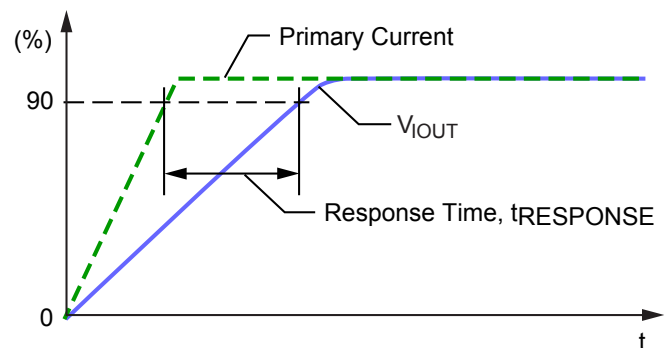 (%)
Primary Current
90
VIOUT
Response Time, tRESPONSE
0
t